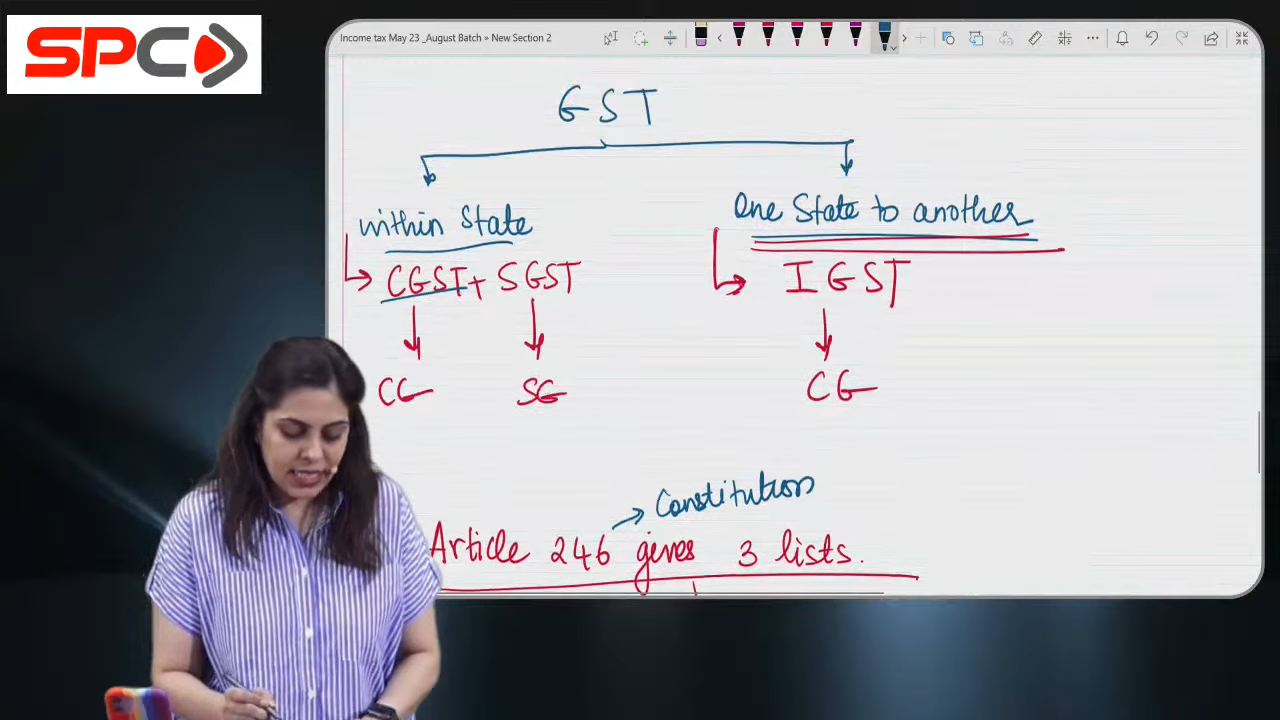 SPC
Income tax May 23 _August Batch » New Section 2
GST
within State
One State to another
CGST + SGST
IGST
CG
SG
CG
Constitution
Article 246 gives 3 lists.